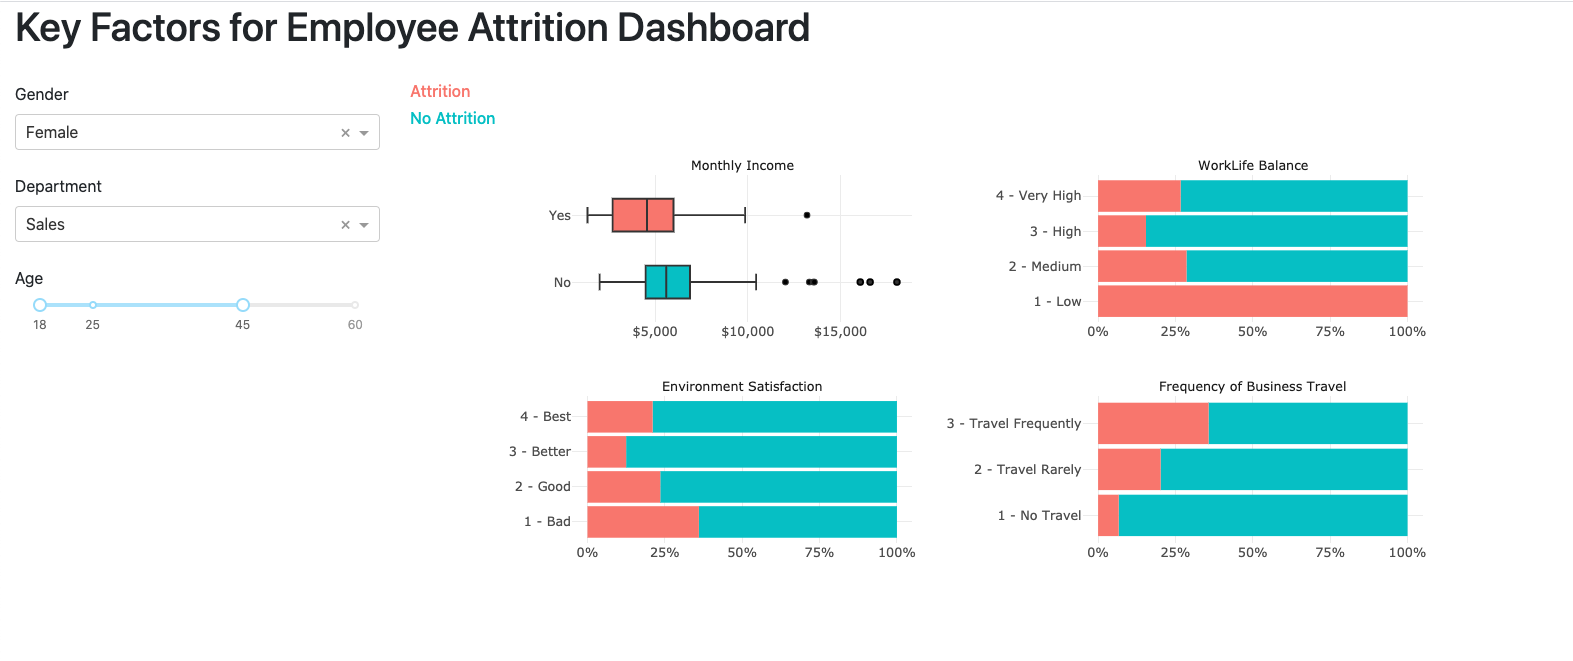 Key Factors for Employee Attrition Dashboard
Gender
Female
Department
Sales
Age
18 25 45 60
Attrition
No Attrition
Monthly Income
Yes
No
$5,000 $10,000 $15,000
WorkLife Balance
4 - Very High
3 - High
2 - Medium
1 - Low
0% 25% 50% 75% 100%
Environment Satisfaction
4 - Best
3 - Better
2 - Good
1 - Bad
0% 25% 50% 75% 100%
Frequency of Business Travel
3 - Travel Frequently
2 - Travel Rarely
1 - No Travel
0% 25% 50% 75% 100%